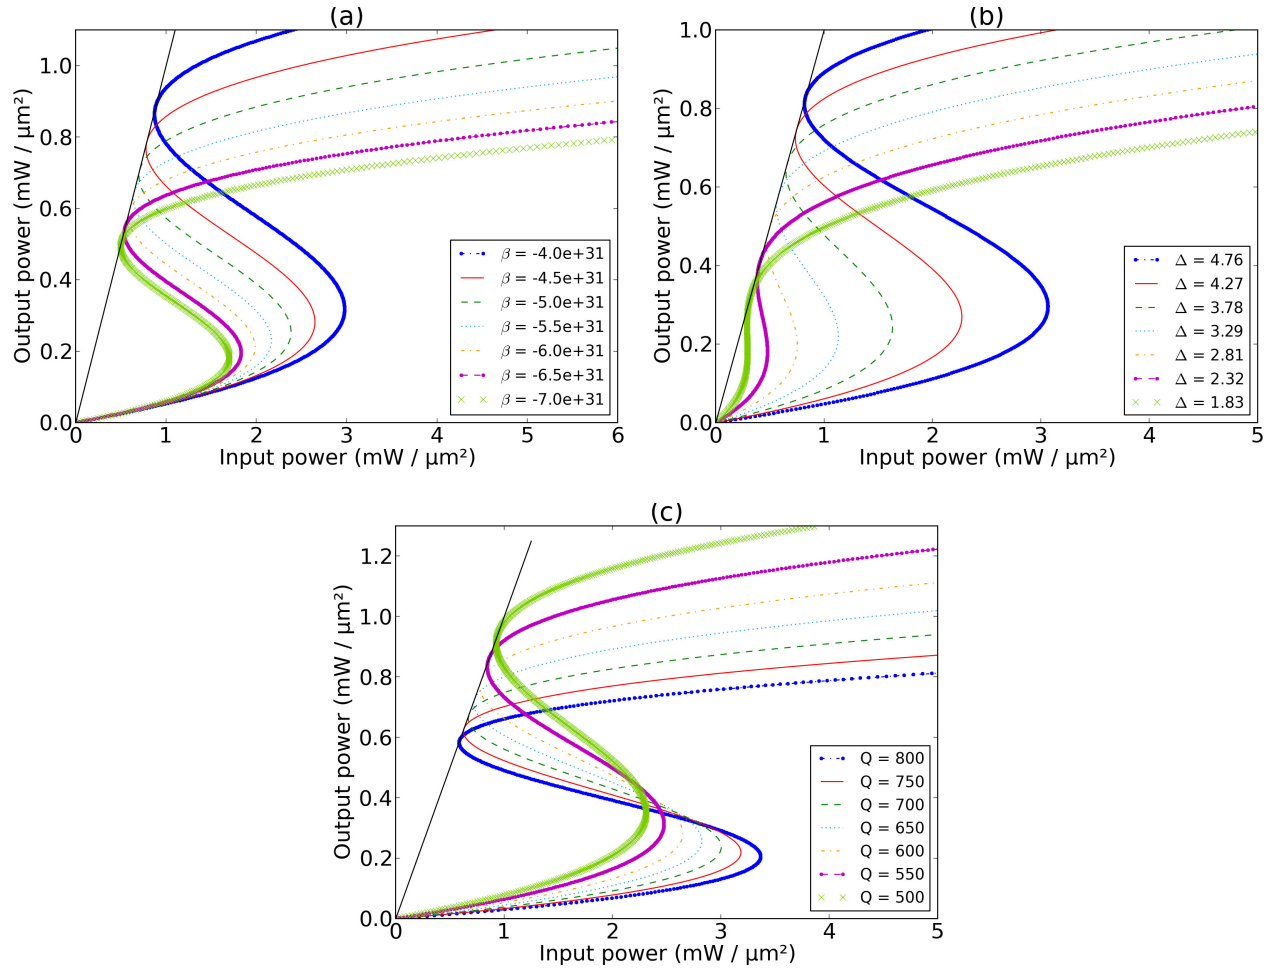 (a)
Output power (mW / μm²)
1.0
0.8
0.6
0.4
0.2
0.0
β = -4.0e+31
β = -4.5e+31
β = -5.0e+31
β = -5.5e+31
β = -6.0e+31
β = -6.5e+31
β = -7.0e+31
0 1 2 3 4 5 6
Input power (mW / μm²)
(b)
Output power (mW / μm²)
1.0
0.8
0.6
0.4
0.2
0.0
Δ = 4.76
Δ = 4.27
Δ = 3.78
Δ = 3.29
Δ = 2.81
Δ = 2.32
Δ = 1.83
0 1 2 3 4 5
Input power (mW / μm²)
(c)
Output power (mW / μm²)
1.2
1.0
0.8
0.6
0.4
0.2
0.0
Q = 800
Q = 750
Q = 700
Q = 650
Q = 600
Q = 550
Q = 500
0 1 2 3 4 5
Input power (mW / μm²)